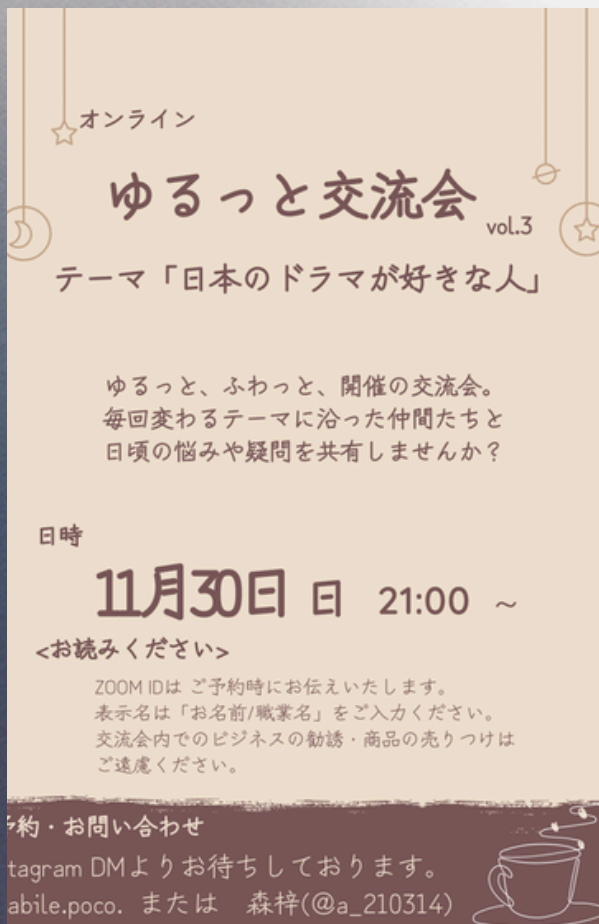 オンライン
ゆるっと交流会 vol.3
テーマ「日本のドラマが好きな人」
ゆるっと、ふわっと、開催の交流会。
毎回変わるテーマに沿った仲間たちと
日頃の悩みや疑問を共有しませんか？
日時
11月30日 日 21:00 ～
<お読みください>
ZOOM IDは ご予約時にお伝えいたします。
表示名は「お名前/職業名」をご入力ください。
交流会内でのビジネスの勧誘・商品の売りつけは
ご遠慮ください。
予約・お問い合わせ
tagram DMよりお待ちしております。
abile.poco. または 森梓(@a_210314)